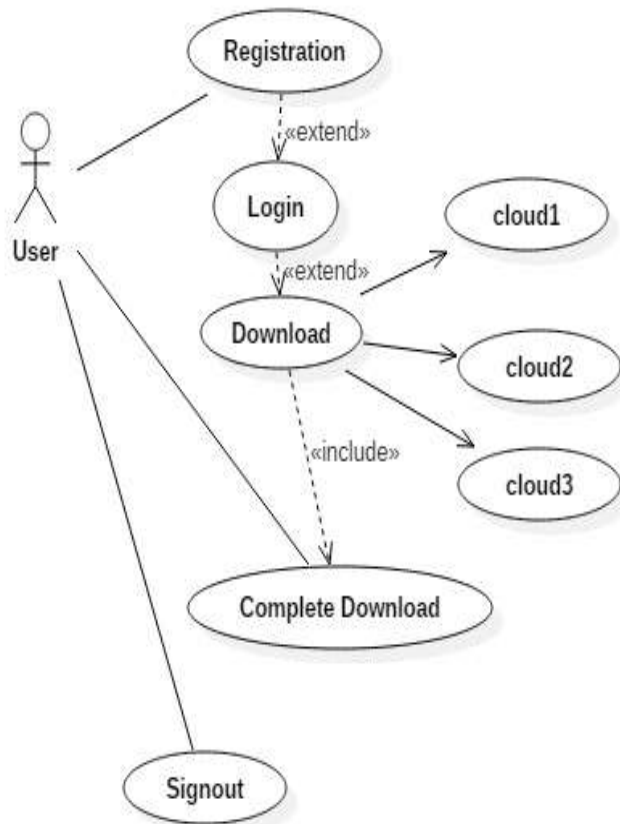 Registration
«extend»
Login
cloud1
User
«extend»
Download
cloud2
«include»
cloud3
Complete Download
Signout